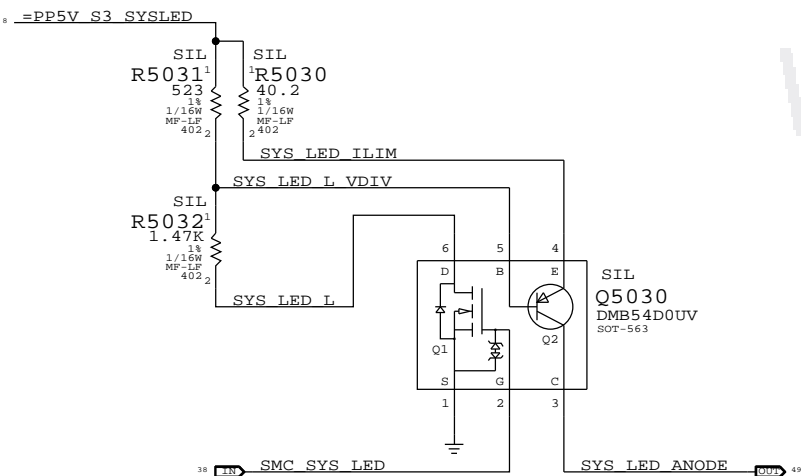 8 =PP5V_S3_SYSLED
SIL SIL
R5031 1 1 R5030
523 40.2
1% 1%
1/16W 1/16W
MF-LF MF-LF
402 2 2 402
SYS_LED_ILIM
SYS_LED_L_VDIV
SIL
R5032 1
1.47K
1%
1/16W
MF-LF
402 2
SYS_LED_L
6 5 4
D B E
SIL
Q5030
DMB54D0UV
SOT-563
Q1 Q2
S G C
1 2 3
38 IN SMC_SYS_LED SYS_LED_ANODE OUT 49